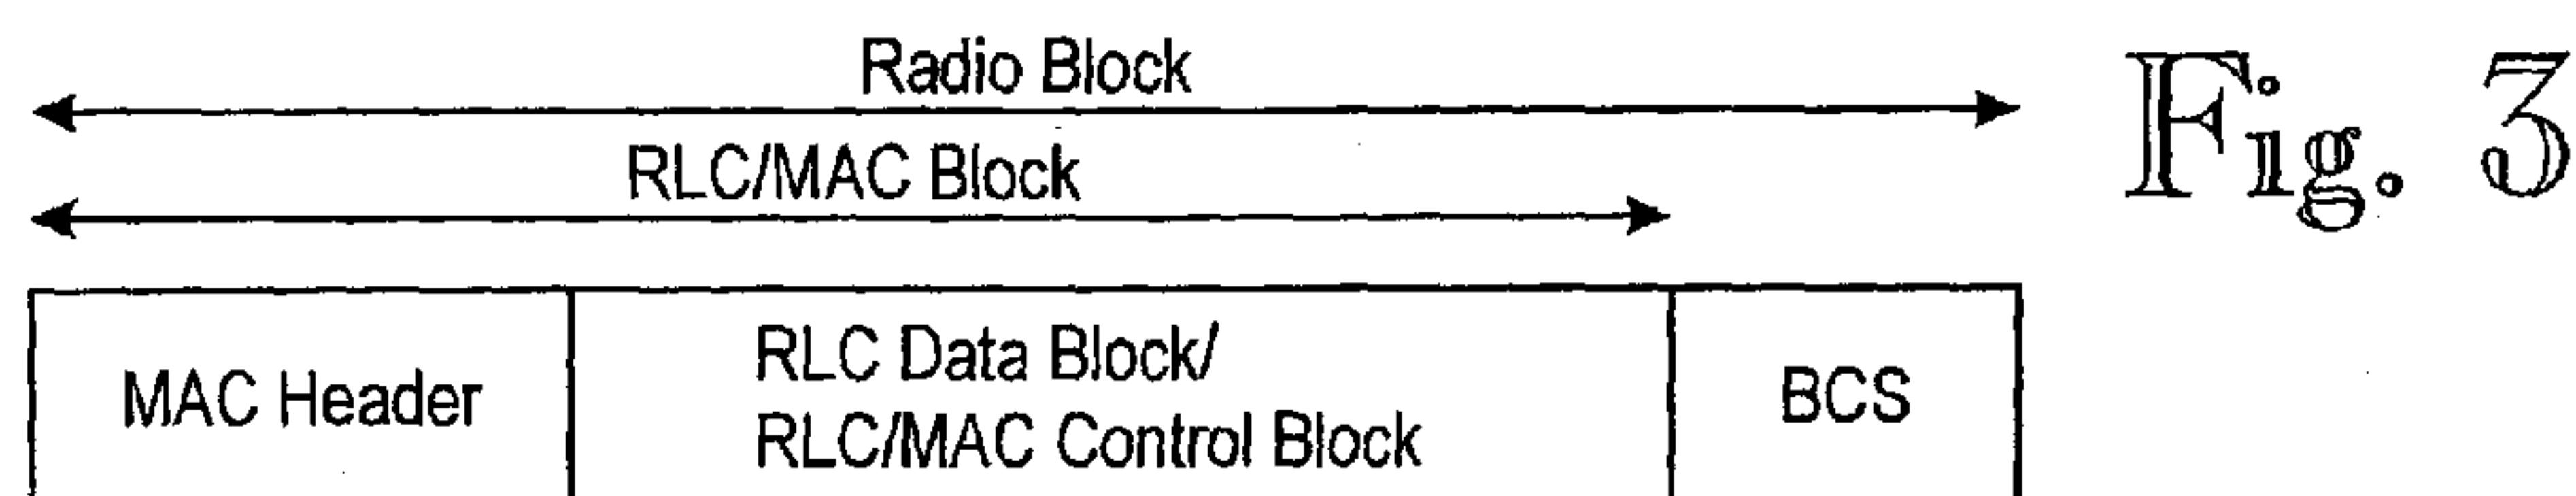 Radio Block
Fig. 3
RLC/MAC Block
MAC Header
RLC Data Block/
RLC/MAC Control Block
BCS